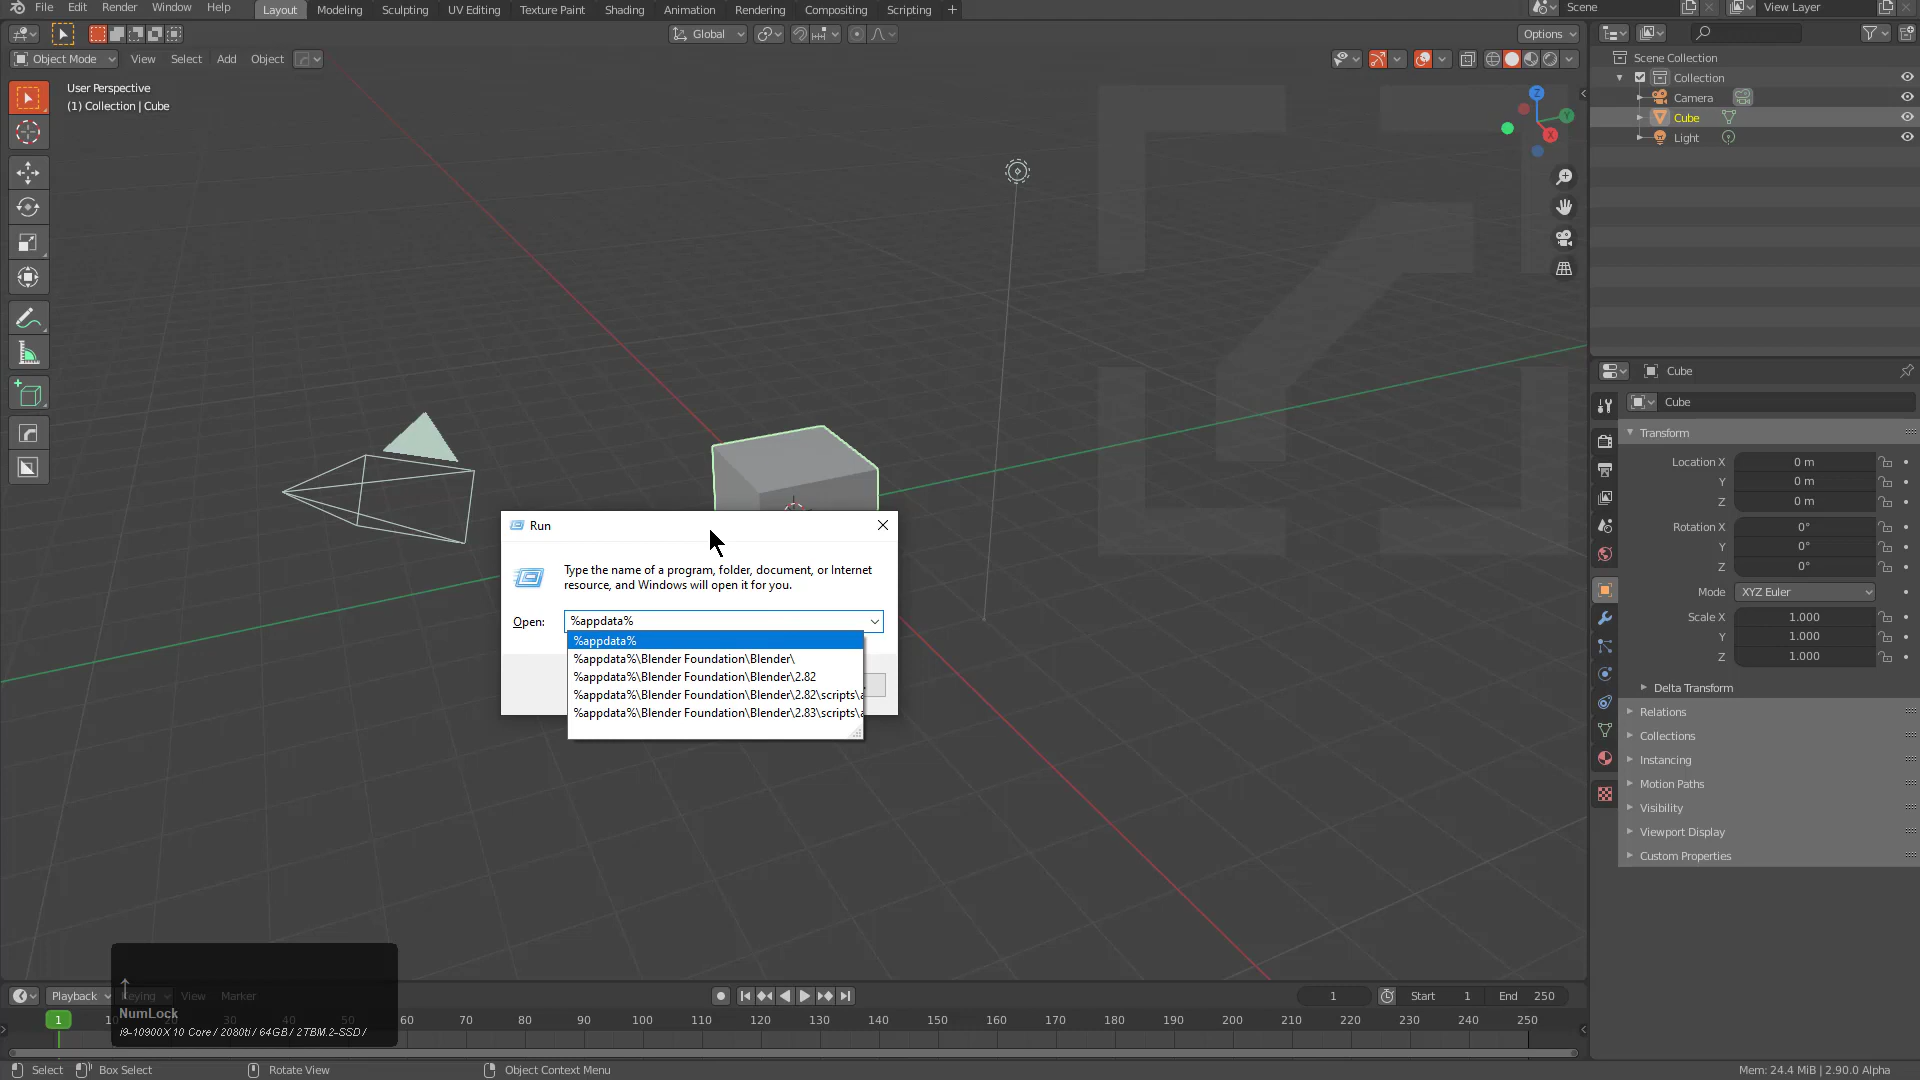 File Edit Render Window Help Layout Modeling Sculpting UV Editing Texture Paint Shading Animation Rendering Compositing Scripting + Scene View Layer
Global Options
Object Mode View Select Add Object
User Perspective
(1) Collection | Cube
Z
Y
X
Scene Collection
Collection
Camera
Cube
Light
Cube
Cube
Transform
Location X 0 m
Y 0 m
Z 0 m
Rotation X 0°
Y 0°
Z 0°
Mode XYZ Euler
Scale X 1.000
Y 1.000
Z 1.000
Delta Transform
Relations
Collections
Instancing
Motion Paths
Visibility
Viewport Display
Custom Properties
Run
Type the name of a program, folder, document, or Internet
resource, and Windows will open it for you.
Open: %appdata%
%appdata%
%appdata%\Blender Foundation\Blender\
%appdata%\Blender Foundation\Blender\2.82
%appdata%\Blender Foundation\Blender\2.82\scripts\a
%appdata%\Blender Foundation\Blender\2.83\scripts\a
Playback Keying View Marker 1 Start 1 End 250
↑
NumLock
i9-10900X 10 Core / 2080ti / 64GB / 2TBM.2-SSD /
1 10 20 30 40 50 60 70 80 90 100 110 120 130 140 150 160 170 180 190 200 210 220 230 240 250
Select Box Select Rotate View Object Context Menu Mem: 24.4 MiB | 2.90.0 Alpha